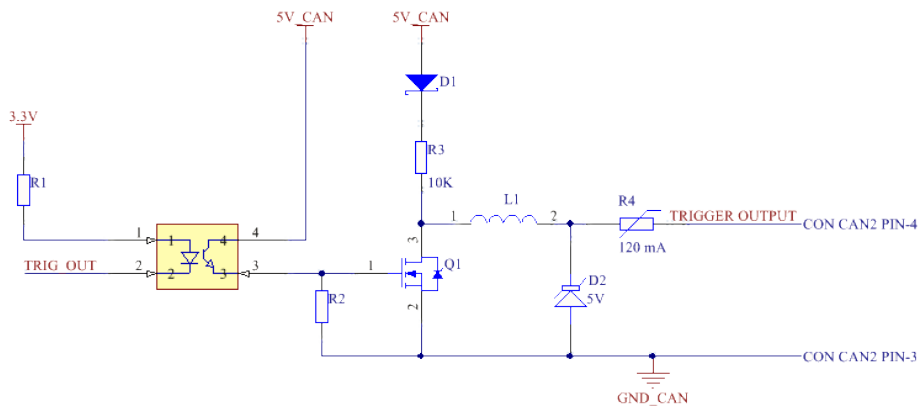 5V_CAN
5V_CAN
D1
3.3V
R3
10K
R1
L1
R4
1
2
TRIGGER OUTPUT
CON CAN2 PIN-4
120 mA
1
1
4
4
3
TRIG OUT
2
2
3
3
1
Q1
D2
5V
R2
2
CON CAN2 PIN-3
GND_CAN